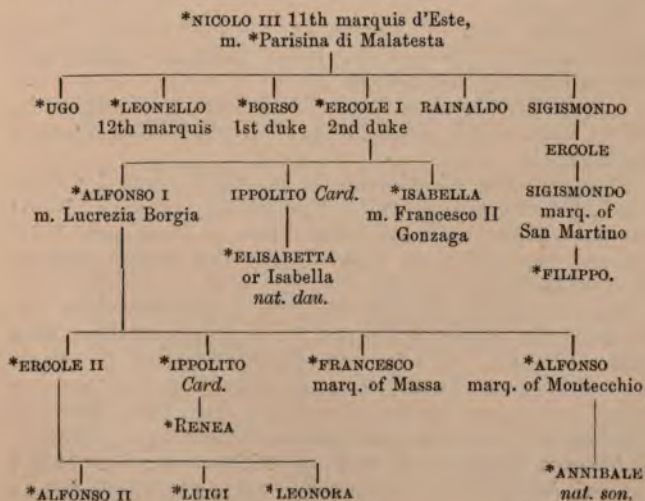 *NICOLO III 11th marquis d'Este,
m. *Parisina di Malatesta
*UGO *LEONELLO *BORSO *ERCOLE I RAINALDO SIGISMONDO
12th marquis 1st duke 2nd duke
ERCOLE
*ALFONSO I IPPOLITO Card. *ISABELLA SIGISMONDO
m. Lucrezia Borgia m. Francesco II marq. of
Gonzaga San Martino
*ELISABETTA
or Isabella *FILIPPO.
nat. dau.
*ERCOLE II *IPPOLITO *FRANCESCO *ALFONSO
Card. marq. of Massa marq. of Montecchio
*RENEA
*ALFONSO II *LUIGI *LEONORA *ANNIBALE
nat. son.